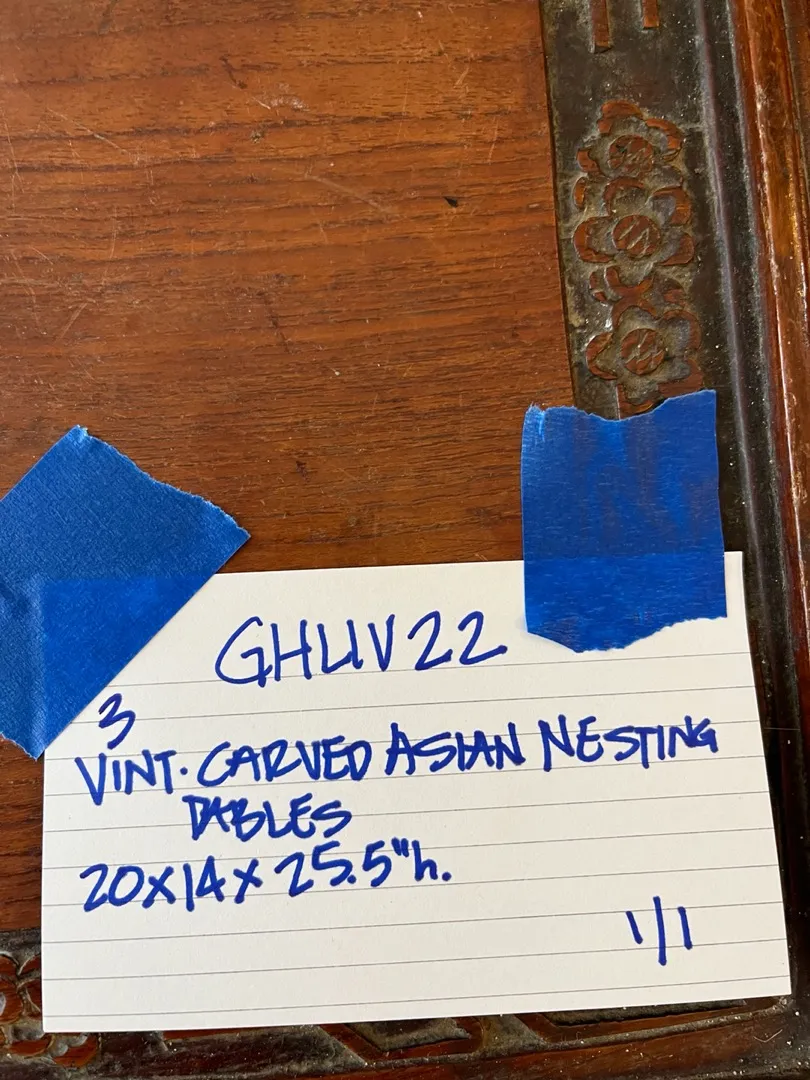 GHLIV22
3
VINT. CARVED ASIAN NESTING
TABLES
20x14x25.5"h.
1/1